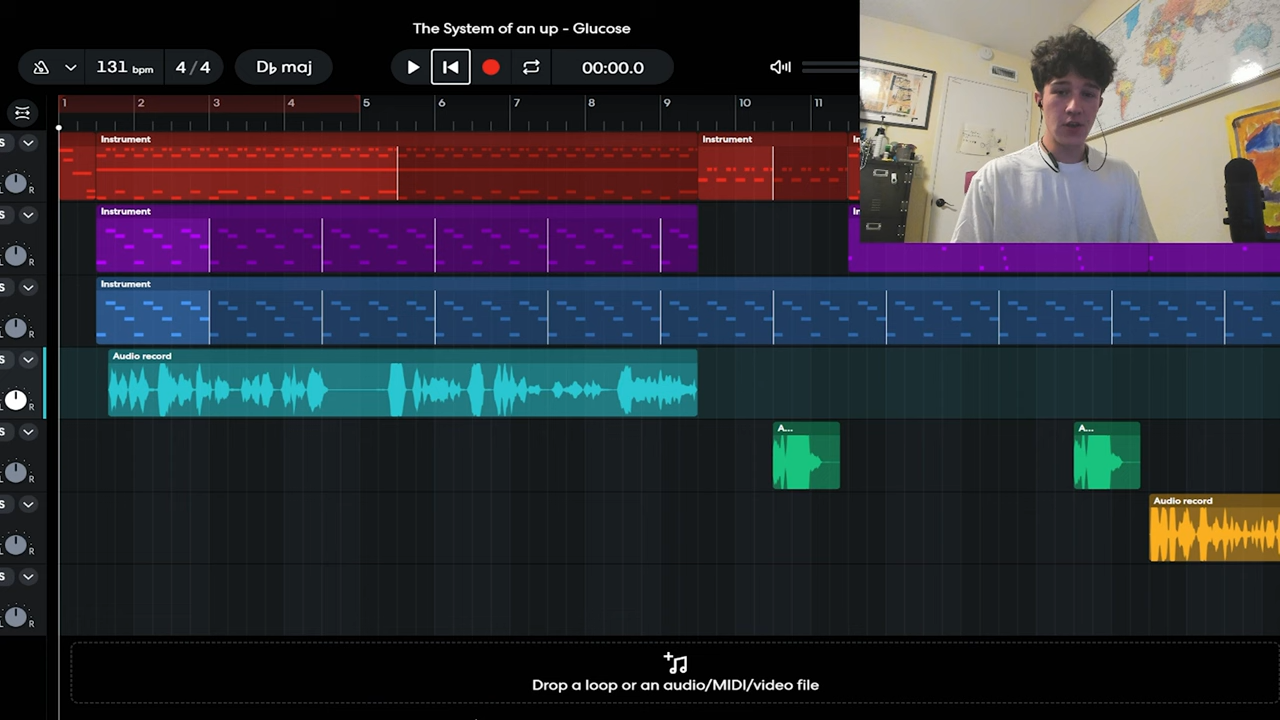 The System of an up - Glucose
131 bpm
4 / 4
D♭ maj
00:00.0
1 2 3 4 5 6 7 8 9 10 11
Instrument
Instrument
Instrument
Instrument
Audio record
A...
A...
Audio record
S
L R
S
L R
S
L R
S
L R
S
L R
S
L R
S
L R
Drop a loop or an audio/MIDI/video file